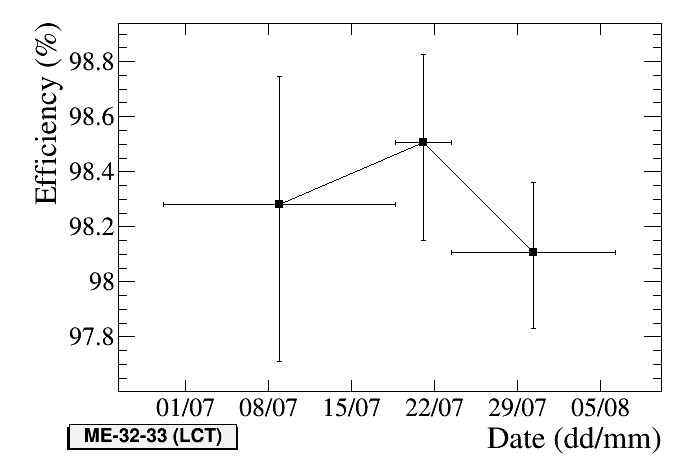 Efficiency (%)
98.8
98.6
98.4
98.2
98
97.8
01/07 08/07 15/07 22/07 29/07 05/08
ME-32-33 (LCT)
Date (dd/mm)